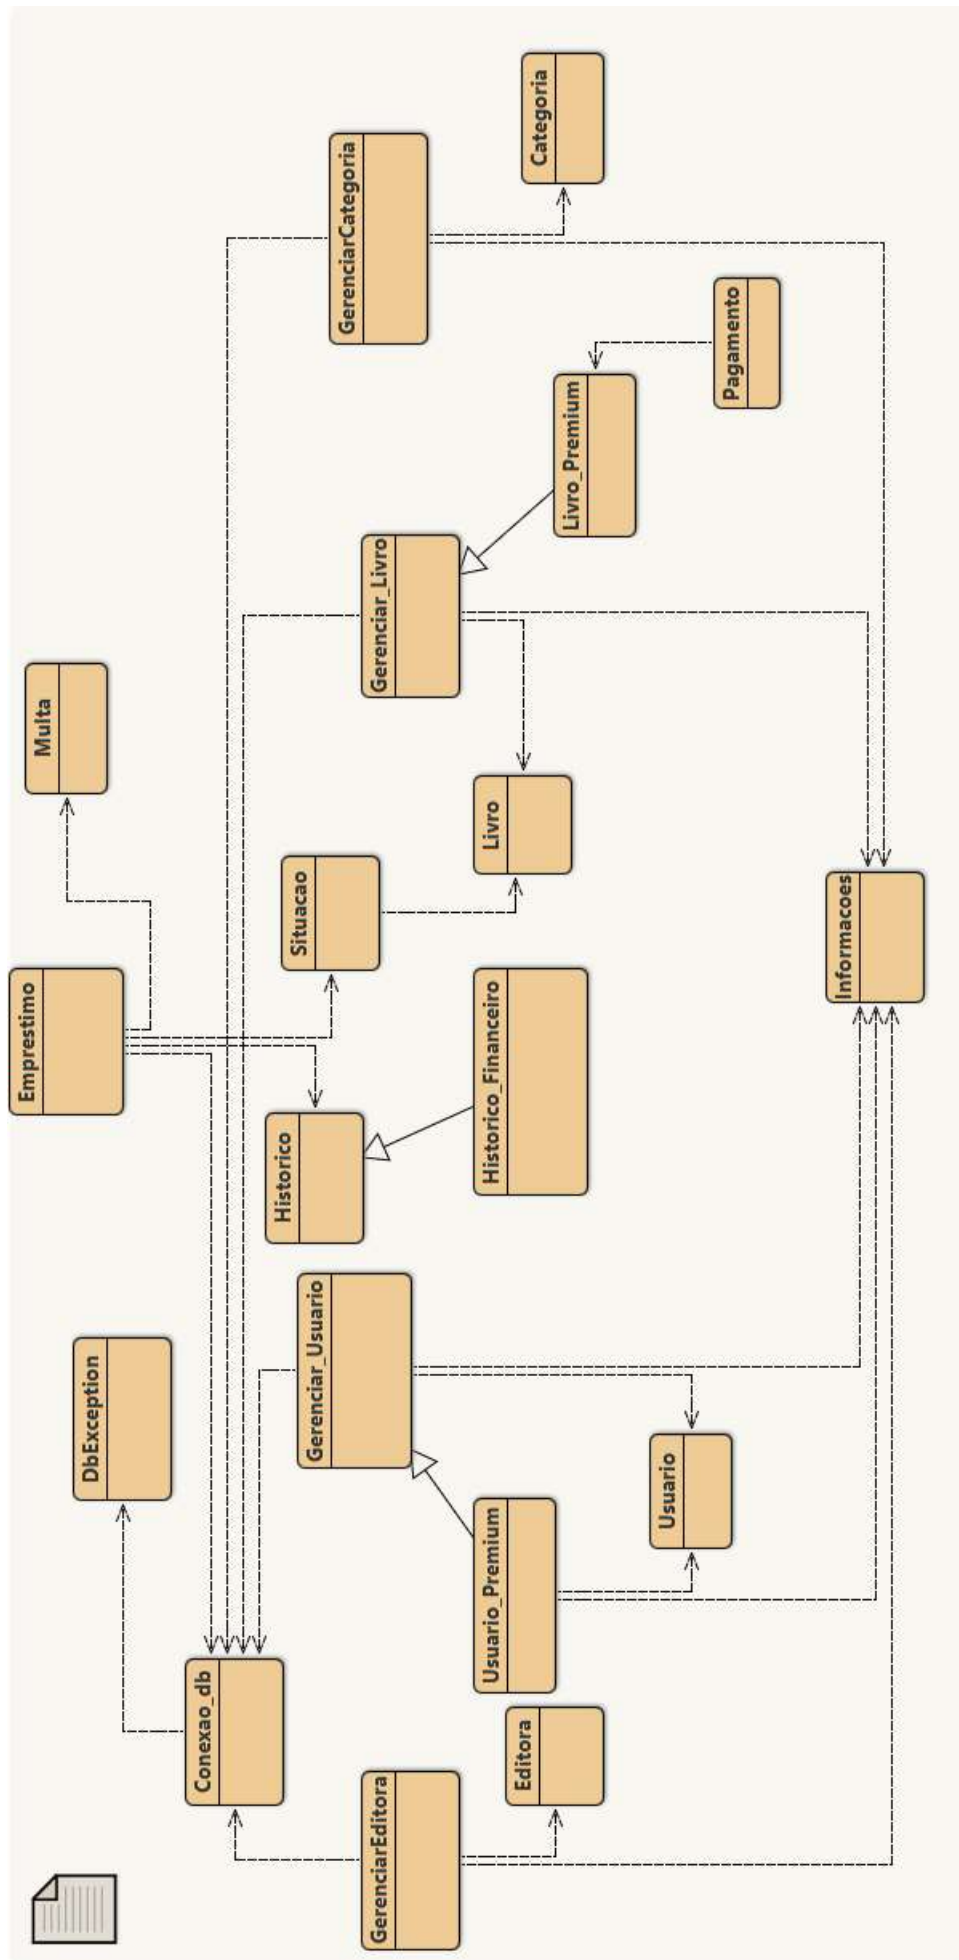 Emprestimo
Multa
DbException
Conexao_db
Historico
Situacao
GerenciarCategoria
Gerenciar_Usuario
Gerenciar_Livro
GerenciarEditora
Categoria
Livro
Historico_Financeiro
Livro_Premium
Usuario_Premium
Editora
Usuario
Pagamento
Informacoes